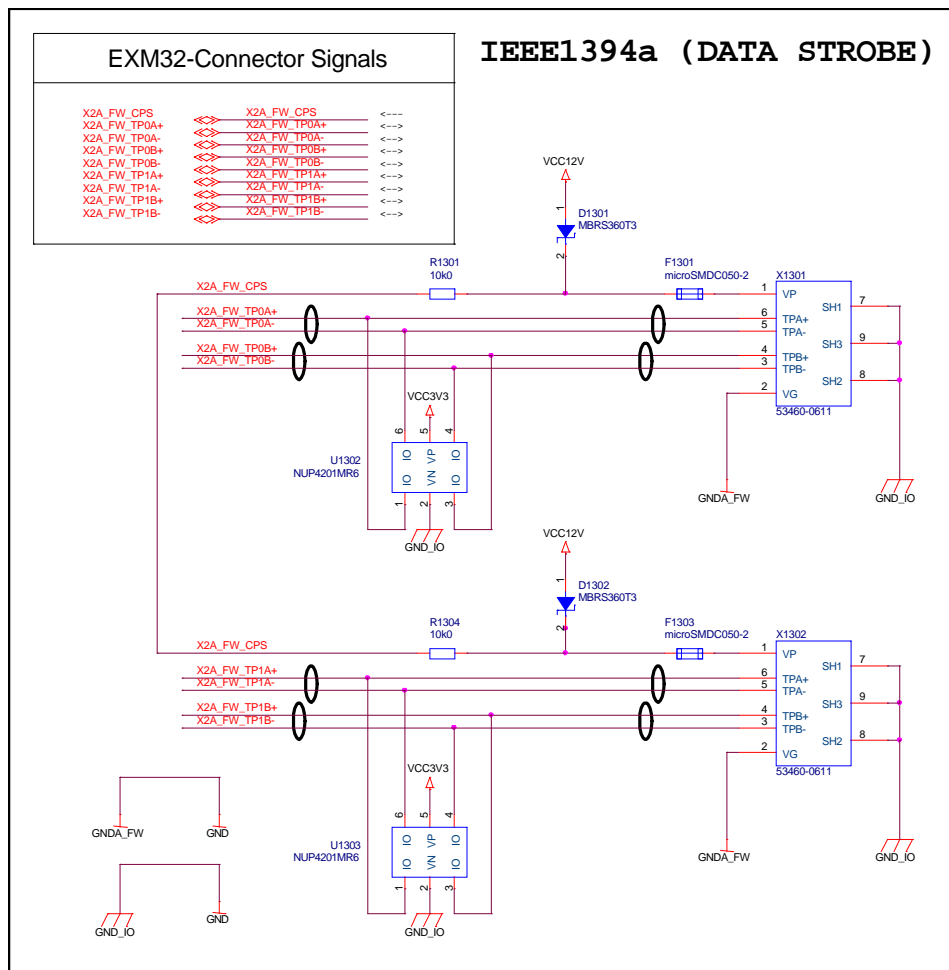 EXM32-Connector Signals
IEEE1394a (DATA STROBE)
X2A_FW_CPS X2A_FW_CPS <---
X2A_FW_TP0A+ X2A_FW_TP0A+ <-->
X2A_FW_TP0A- X2A_FW_TP0A- <-->
X2A_FW_TP0B+ X2A_FW_TP0B+ <-->
X2A_FW_TP0B- X2A_FW_TP0B- <-->
X2A_FW_TP1A+ X2A_FW_TP1A+ <-->
X2A_FW_TP1A- X2A_FW_TP1A- <-->
X2A_FW_TP1B+ X2A_FW_TP1B+ <-->
X2A_FW_TP1B- X2A_FW_TP1B- <-->
VCC12V
1
D1301
MBRS360T3
2
R1301
10k0
F1301
microSMDC050-2
X1301
X2A_FW_CPS
1 VP
SH1 7
X2A_FW_TP0A+
6 TPA+
X2A_FW_TP0A-
5 TPA-
SH3 9
X2A_FW_TP0B+
4 TPB+
X2A_FW_TP0B-
3 TPB-
SH2 8
2 VG
53460-0611
VCC3V3
6 5 4
IO VP IO
U1302
NUP4201MR6
IO VN IO
1 2 3
GND_IO
GNDA_FW
GND_IO
VCC12V
1
D1302
MBRS360T3
2
R1304
10k0
F1303
microSMDC050-2
X1302
X2A_FW_CPS
1 VP
SH1 7
X2A_FW_TP1A+
6 TPA+
X2A_FW_TP1A-
5 TPA-
SH3 9
X2A_FW_TP1B+
4 TPB+
X2A_FW_TP1B-
3 TPB-
SH2 8
2 VG
53460-0611
VCC3V3
6 5 4
IO VP IO
U1303
NUP4201MR6
IO VN IO
1 2 3
GND_IO
GNDA_FW
GND_IO
GNDA_FW GND
GND_IO GND